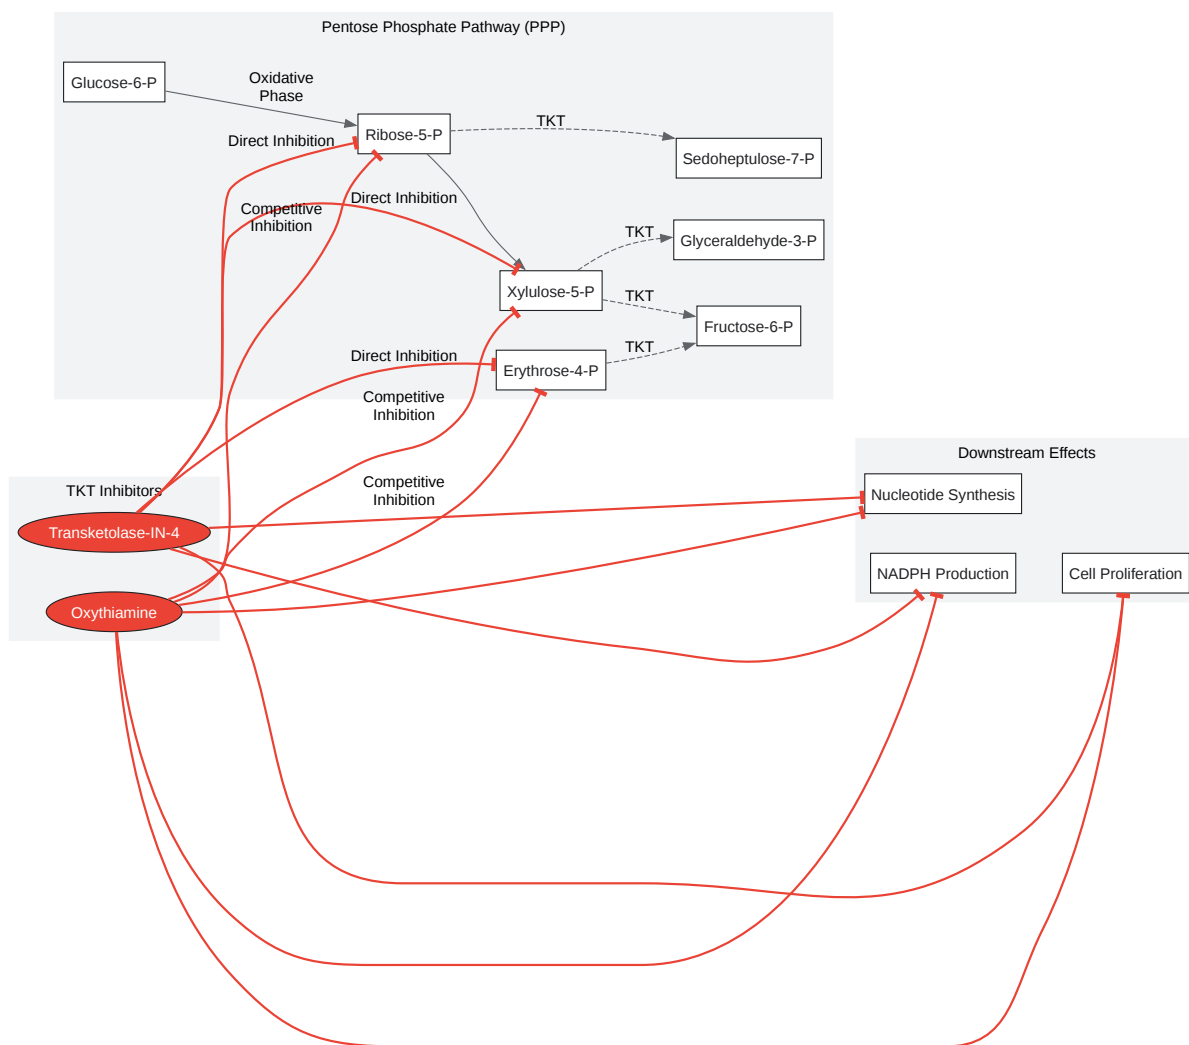 Pentose Phosphate Pathway (PPP)
Glucose-6-P
Oxidative
Phase
Ribose-5-P
TKT
Sedoheptulose-7-P
Direct Inhibition
Direct Inhibition
Competitive
Inhibition
TKT
Glyceraldehyde-3-P
Xylulose-5-P
TKT
Fructose-6-P
TKT
Direct Inhibition
Erythrose-4-P
Competitive
Inhibition
Downstream Effects
TKT Inhibitors
Competitive
Inhibition
Nucleotide Synthesis
Transketolase-IN-4
NADPH Production
Cell Proliferation
Oxythiamine